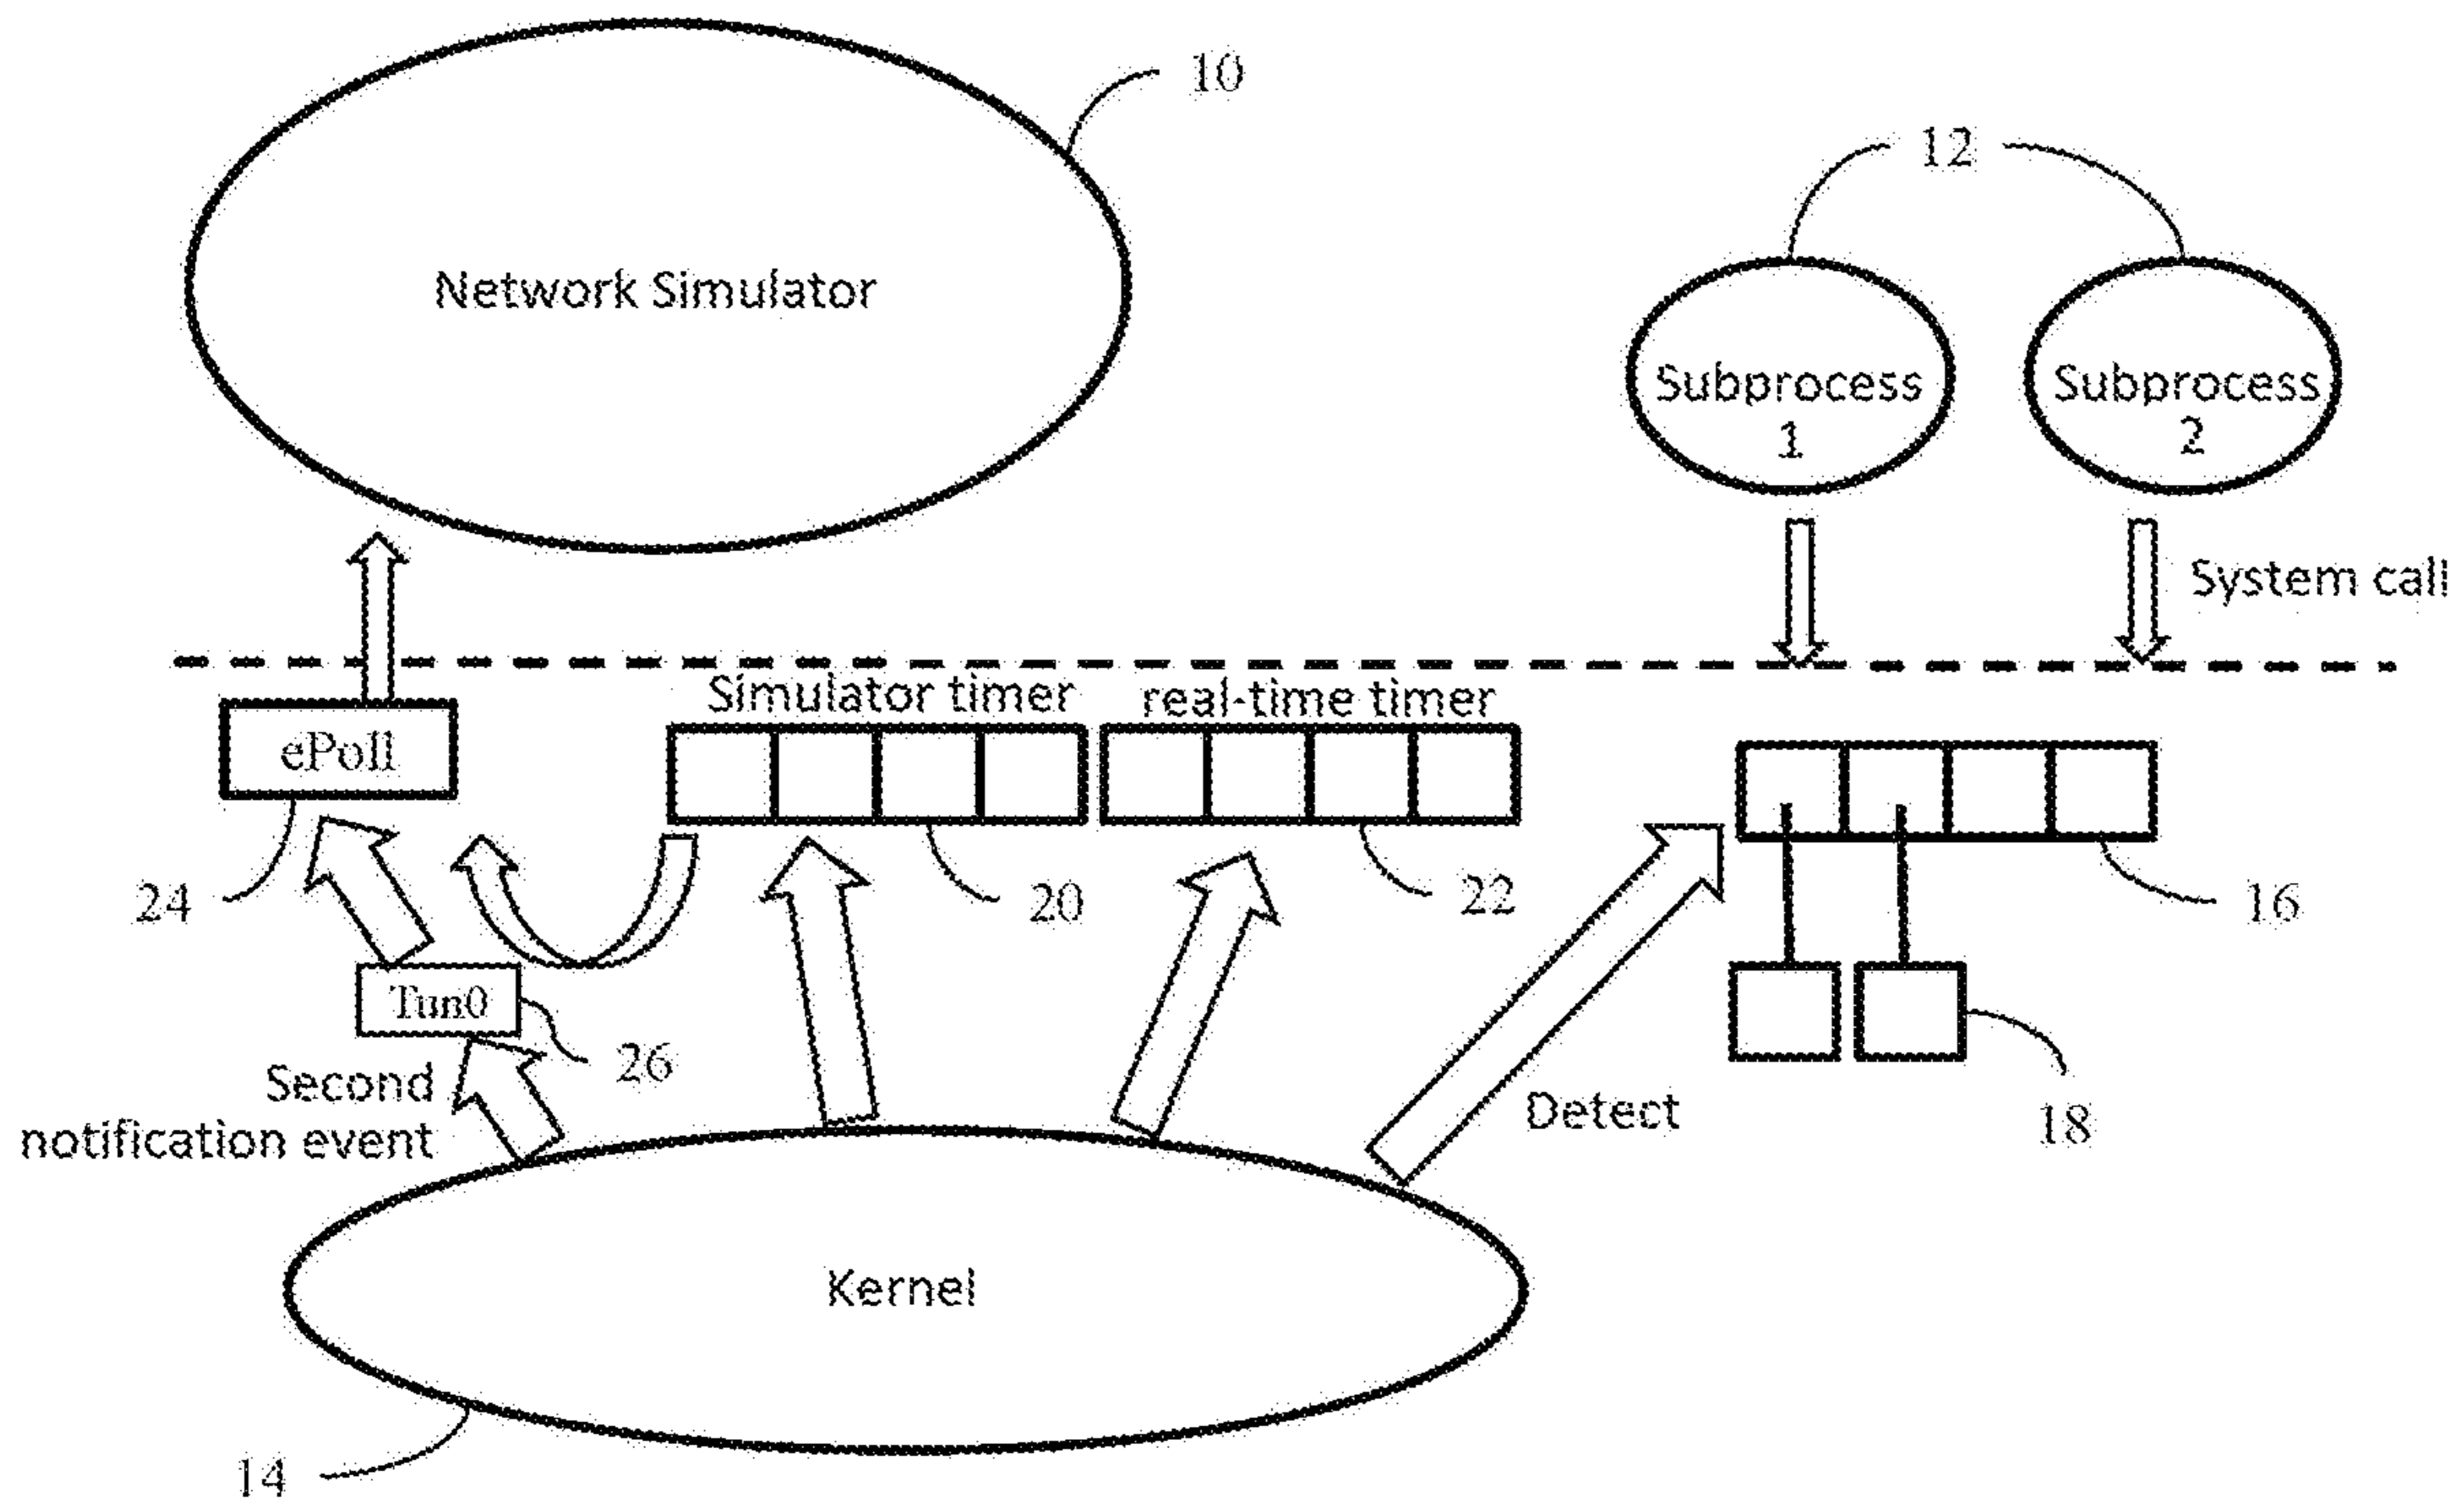 10
12
Network Simulator
Subprocess
1
Subprocess
2
System call
Simulator timer
real-time timer
ePoll
24
20
22
16
Tun0
26
Second
notification event
Detect
18
Kernel
14